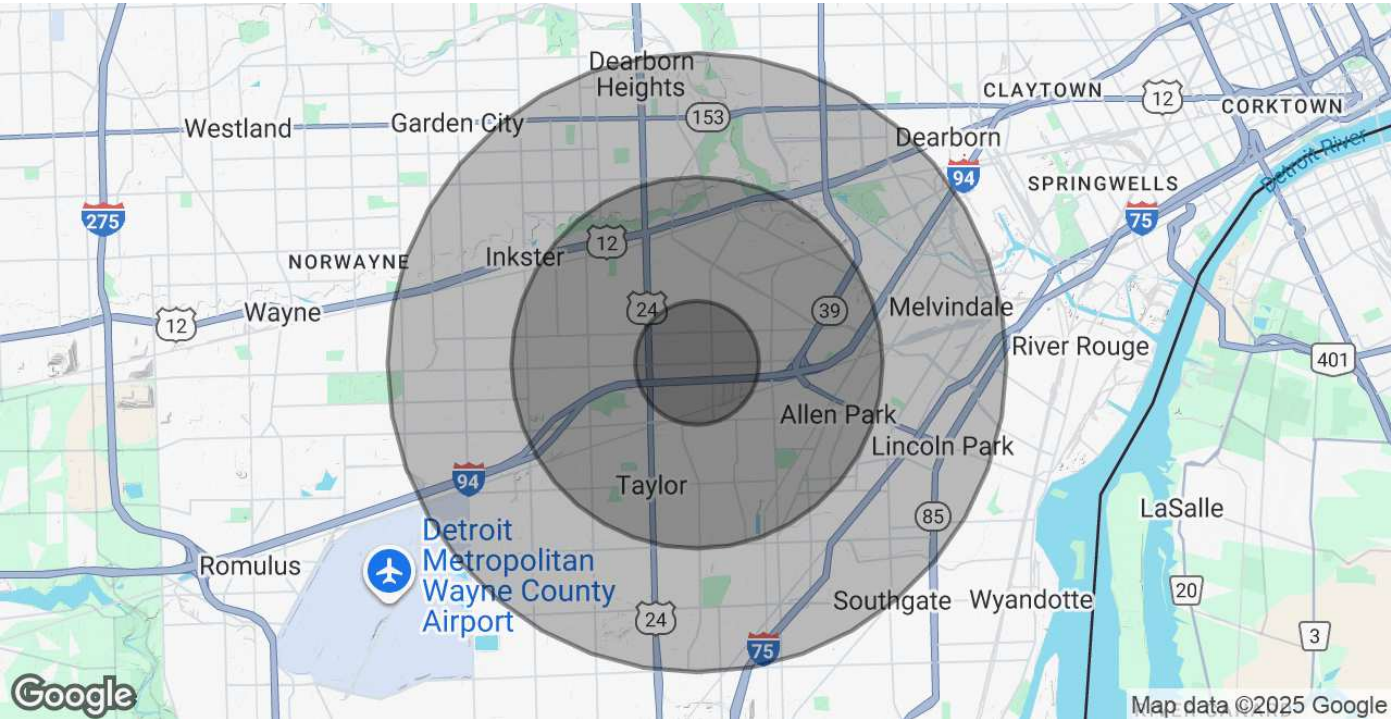 Dearborn
Heights
CLAYTOWN
12
CORKTOWN
Westland
Garden City
153
Dearborn
Detroit River
94
SPRINGWELLS
275
75
12
Inkster
NORWAYNE
24
39
Melvindale
Wayne
12
River Rouge
401
Allen Park
Lincoln Park
94
Taylor
85
LaSalle
Detroit
Metropolitan
Wayne County
Airport
Romulus
20
Southgate
Wyandotte
24
3
75
Google
Map data ©2025 Google